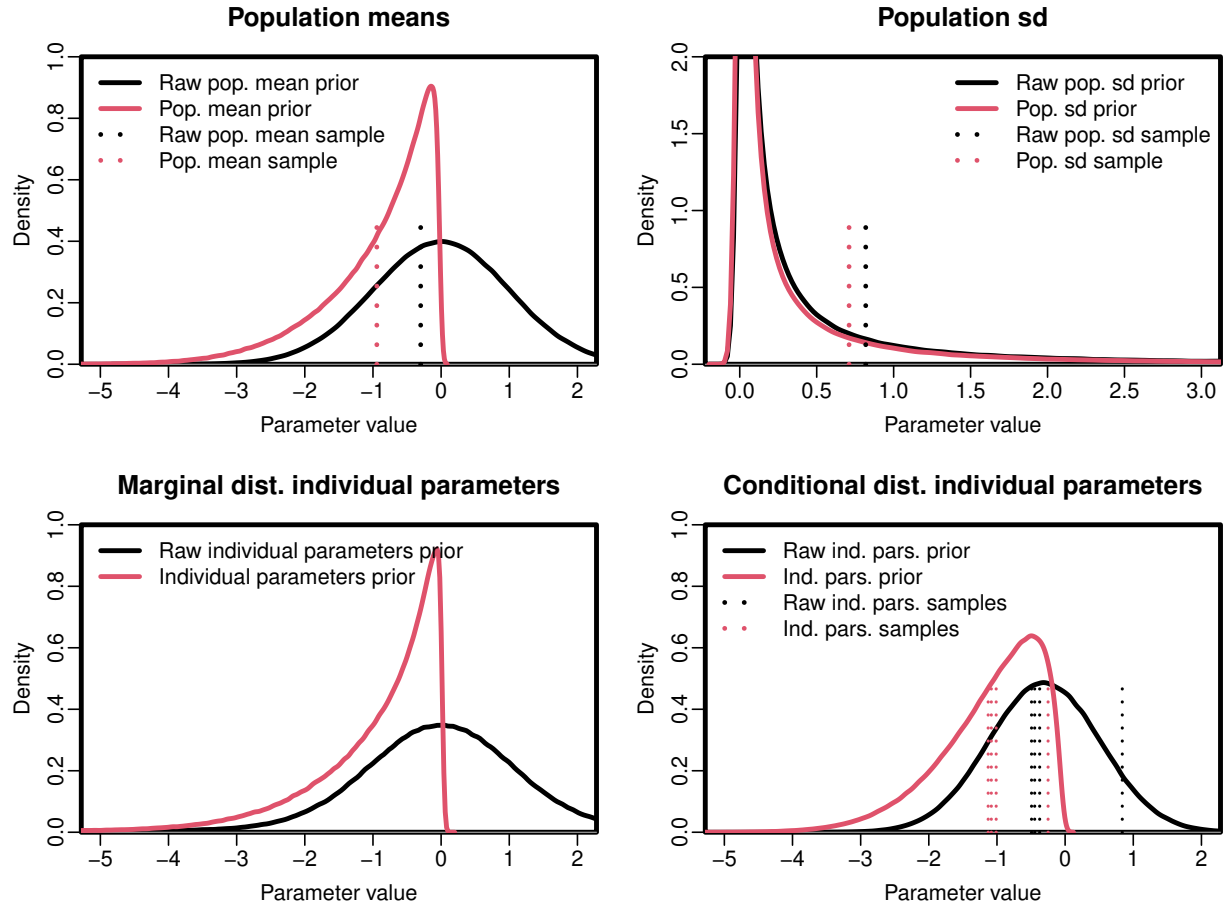 Population means
Density
0.0 0.2 0.4 0.6 0.8 1.0
Raw pop. mean prior
Pop. mean prior
Raw pop. mean sample
Pop. mean sample
−5 −4 −3 −2 −1 0 1 2
Parameter value
Population sd
Density
0.0 0.5 1.0 1.5 2.0
Raw pop. sd prior
Pop. sd prior
Raw pop. sd sample
Pop. sd sample
0.0 0.5 1.0 1.5 2.0 2.5 3.0
Parameter value
Marginal dist. individual parameters
Density
0.0 0.2 0.4 0.6 0.8 1.0
Raw individual parameters prior
Individual parameters prior
−5 −4 −3 −2 −1 0 1 2
Parameter value
Conditional dist. individual parameters
Density
0.0 0.2 0.4 0.6 0.8 1.0
Raw ind. pars. prior
Ind. pars. prior
Raw ind. pars. samples
Ind. pars. samples
−5 −4 −3 −2 −1 0 1 2
Parameter value